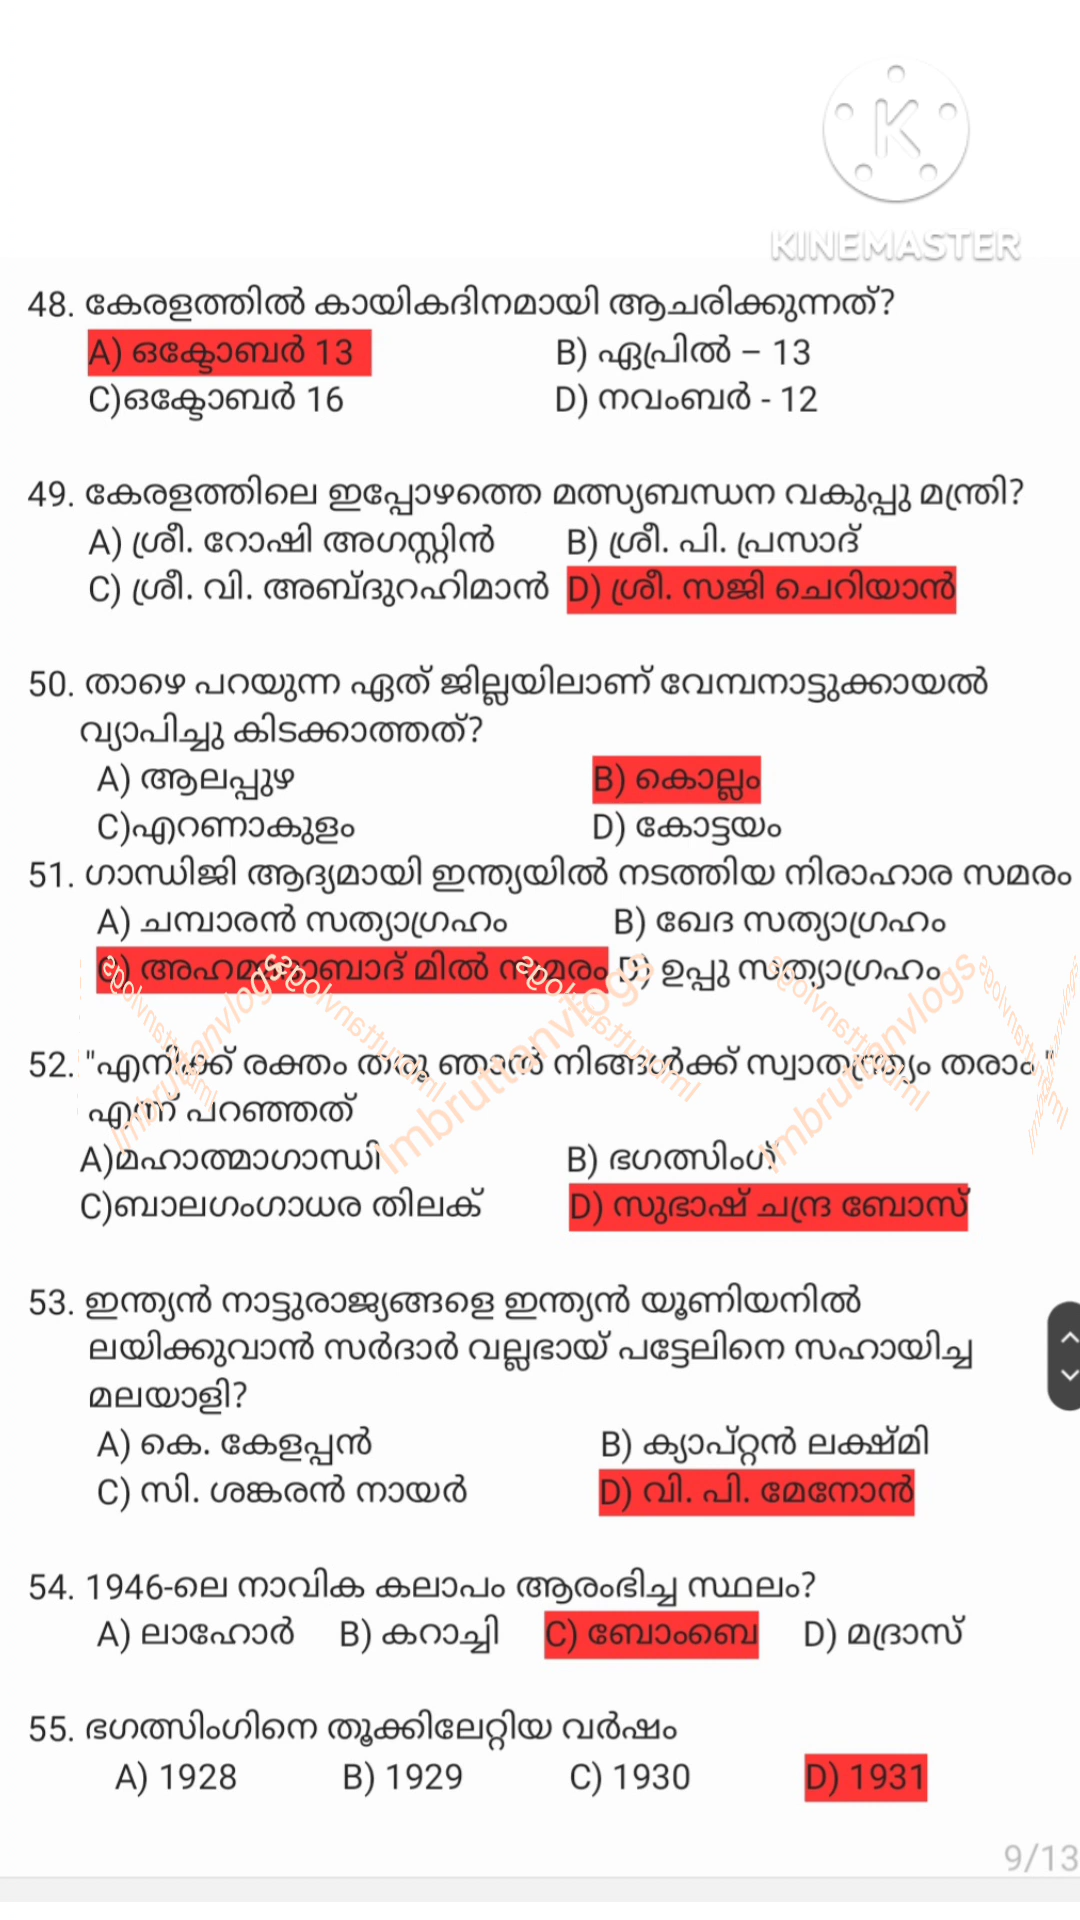 KINEMASTER
48. കേരളത്തിൽ കായികദിനമായി ആചരിക്കുന്നത്?
A) ഒക്ടോബർ 13 B) ഏപ്രിൽ – 13
C)ഒക്ടോബർ 16 D) നവംബർ - 12
49. കേരളത്തിലെ ഇപ്പോഴത്തെ മത്സ്യബന്ധന വകുപ്പു മന്ത്രി?
A) ശ്രീ. റോഷി അഗസ്റ്റിൻ B) ശ്രീ. പി. പ്രസാദ്
C) ശ്രീ. വി. അബ്ദുറഹിമാൻ D) ശ്രീ. സജി ചെറിയാൻ
50. താഴെ പറയുന്ന ഏത് ജില്ലയിലാണ് വേമ്പനാട്ടുക്കായൽ
വ്യാപിച്ചു കിടക്കാത്തത്?
A) ആലപ്പുഴ B) കൊല്ലം
C)എറണാകുളം D) കോട്ടയം
51. ഗാന്ധിജി ആദ്യമായി ഇന്ത്യയിൽ നടത്തിയ നിരാഹാര സമരം
A) ചമ്പാരൻ സത്യാഗ്രഹം B) ഖേദ സത്യാഗ്രഹം
C) അഹമ്മദാബാദ് മിൽ സമരം D) ഉപ്പു സത്യാഗ്രഹം
52. "എനിക്ക് രക്തം തരൂ ഞാൻ നിങ്ങൾക്ക് സ്വാതന്ത്ര്യം തരാം"
എന്ന് പറഞ്ഞത്
A)മഹാത്മാഗാന്ധി B) ഭഗത്സിംഗ്
C)ബാലഗംഗാധര തിലക് D) സുഭാഷ് ചന്ദ്ര ബോസ്
53. ഇന്ത്യൻ നാട്ടുരാജ്യങ്ങളെ ഇന്ത്യൻ യൂണിയനിൽ
ലയിക്കുവാൻ സർദാർ വല്ലഭായ് പട്ടേലിനെ സഹായിച്ച
മലയാളി?
A) കെ. കേളപ്പൻ B) ക്യാപ്റ്റൻ ലക്ഷ്മി
C) സി. ശങ്കരൻ നായർ D) വി. പി. മേനോൻ
54. 1946-ലെ നാവിക കലാപം ആരംഭിച്ച സ്ഥലം?
A) ലാഹോർ B) കറാച്ചി C) ബോംബെ D) മദ്രാസ്
55. ഭഗത്സിംഗിനെ തൂക്കിലേറ്റിയ വർഷം
A) 1928 B) 1929 C) 1930 D) 1931
9/13